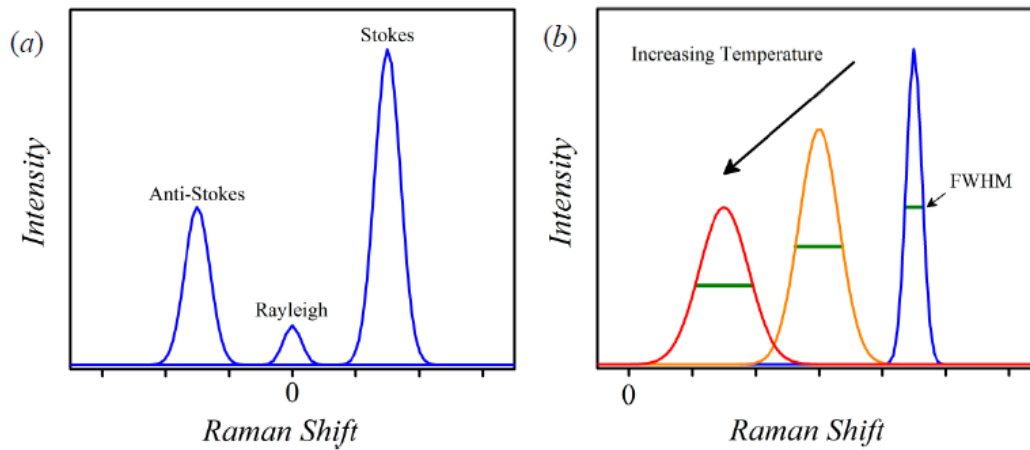 (a)
Stokes
Anti-Stokes
Rayleigh
Intensity
0
Raman Shift
(b)
Increasing Temperature
FWHM
Intensity
0
Raman Shift